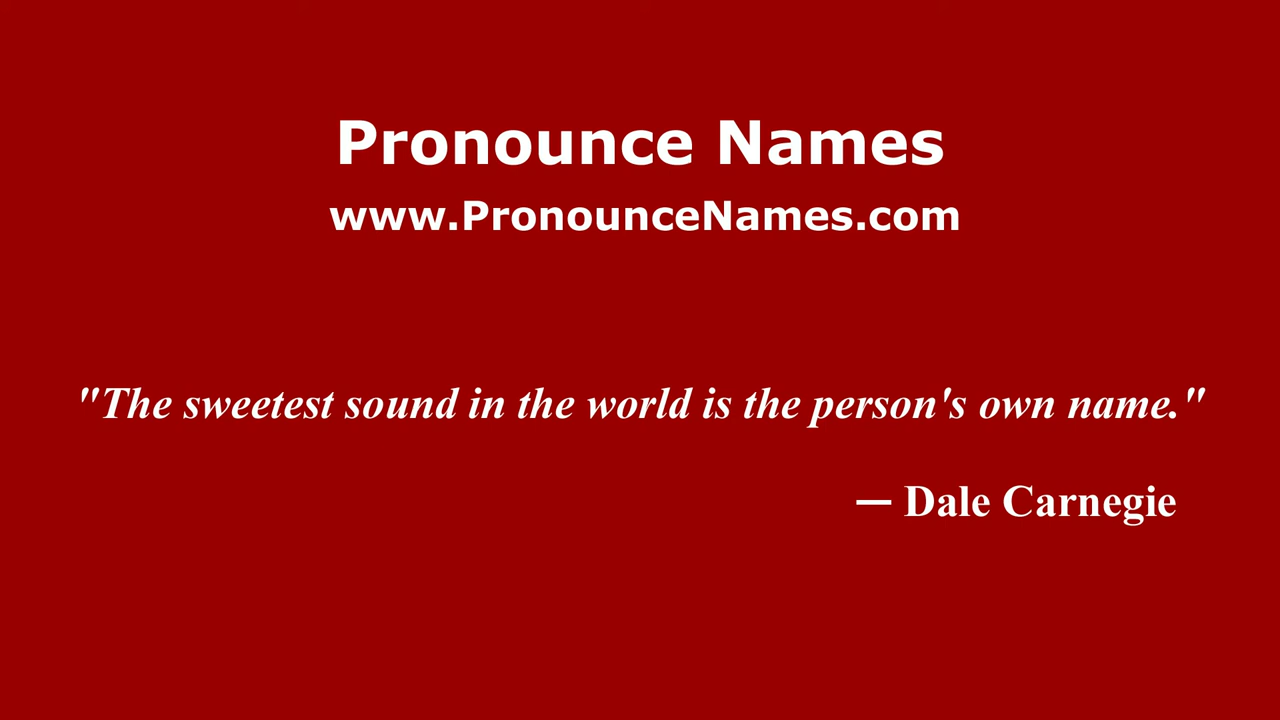 Pronounce Names
www.PronounceNames.com
"The sweetest sound in the world is the person's own name."
— Dale Carnegie